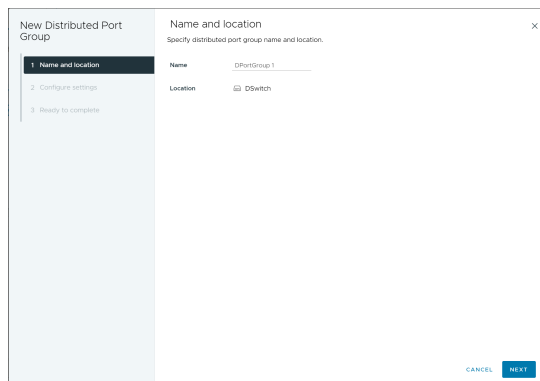 New Distributed Port
Group
1 Name and location
2 Configure settings
3 Ready to complete
Name and location
Specify distributed port group name and location.
Name DPortGroup 1
Location DSwitch
CANCEL NEXT